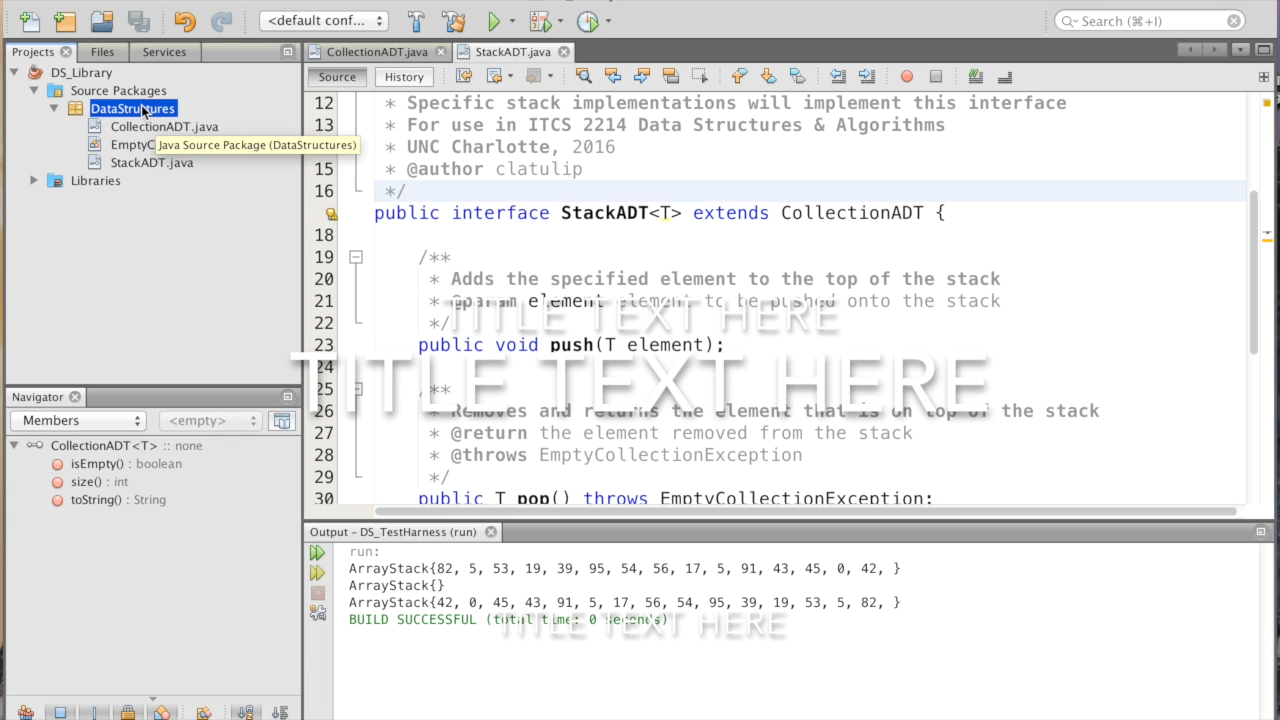 <default conf...
Search (⌘+I)
Projects
Files
Services
CollectionADT.java
StackADT.java
DS_Library
Source Packages
DataStructures
CollectionADT.java
EmptyC
Java Source Package (DataStructures)
StackADT.java
Libraries
Source
History
12 * Specific stack implementations will implement this interface
13 * For use in ITCS 2214 Data Structures & Algorithms
14 * UNC Charlotte, 2016
15 * @author clatulip
16 */
public interface StackADT<T> extends CollectionADT {
18
19 /**
20 * Adds the specified element to the top of the stack
21 * @param element element to be pushed onto the stack
22 */
23 public void push(T element);
24
25 /**
26 * Removes and returns the element that is on top of the stack
27 * @return the element removed from the stack
28 * @throws EmptyCollectionException
29 */
30 public T pop() throws EmptyCollectionException;
TITLE TEXT HERE
TITLE TEXT HERE
TITLE TEXT HERE
Navigator
Members
<empty>
CollectionADT<T> :: none
isEmpty() : boolean
size() : int
toString() : String
Output – DS_TestHarness (run)
run:
ArrayStack{82, 5, 53, 19, 39, 95, 54, 56, 17, 5, 91, 43, 45, 0, 42, }
ArrayStack{}
ArrayStack{42, 0, 45, 43, 91, 5, 17, 56, 54, 95, 39, 19, 53, 5, 82, }
BUILD SUCCESSFUL (total time: 0 seconds)